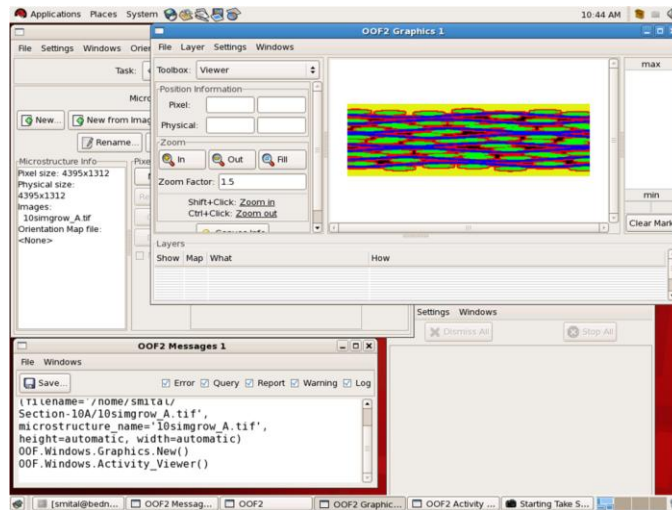 Applications Places System
10:44 AM
OOF2 Graphics 1
File Settings Windows
File Layer Settings Windows
Task:
Toolbox: Viewer
max
Position Information
Pixel:
Physical:
New...
New from
Rename...
Zoom
In
Out
Fill
Zoom Factor: 1.5
Shift+Click: Zoom in
Ctrl+Click: Zoom out
min
Clear Mark
Microstructure Info
Pixel size: 4395x1312
Physical size:
4395x1312
Images:
10simgrow_A.tif
Orientation Map file:
<None>
Layers
Show Map What How
Settings Windows
Dismiss All
Stop All
OOF2 Messages 1
File Windows
Save...
Error Query Report Warning Log
(filename='/home/smital/
Section-10A/10simgrow_A.tif',
microstructure_name='10simgrow_A.tif',
height=automatic, width=automatic)
OOF.Windows.Graphics.New()
OOF.Windows.Activity_Viewer()
[smital@bedn...
OOF2 Messag...
OOF2
OOF2 Graphic...
OOF2 Activity ...
Starting Take S...